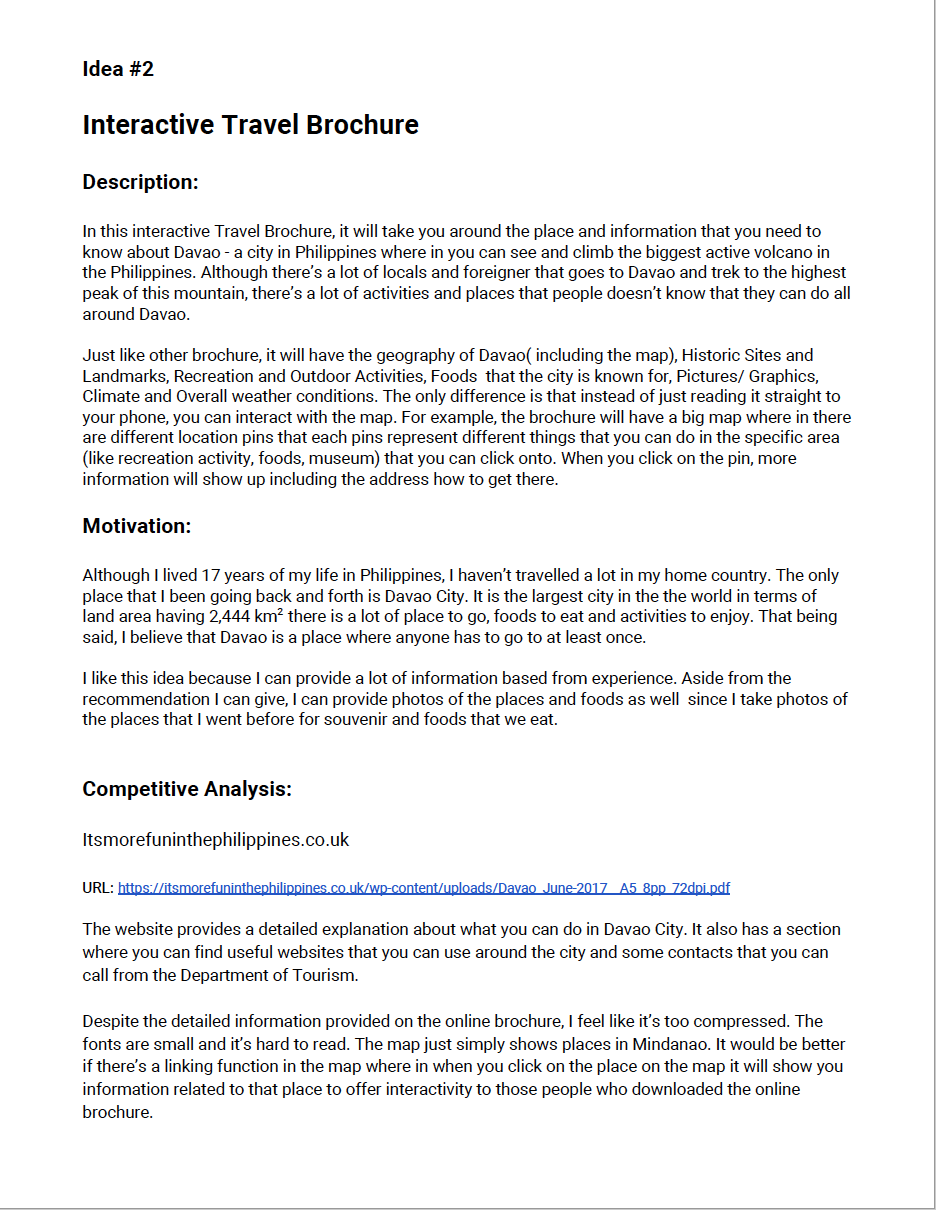 Idea #2
Interactive Travel Brochure
Description:
In this interactive Travel Brochure, it will take you around the place and information that you need to
know about Davao - a city in Philippines where in you can see and climb the biggest active volcano in
the Philippines. Although there's a lot of locals and foreigner that goes to Davao and trek to the highest
peak of this mountain, there's a lot of activities and places that people doesn't know that they can do all
around Davao.
Just like other brochure, it will have the geography of Davao( including the map), Historic Sites and
Landmarks, Recreation and Outdoor Activities, Foods  that the city is known for, Pictures/ Graphics,
Climate and Overall weather conditions. The only difference is that instead of just reading it straight to
your phone, you can interact with the map. For example, the brochure will have a big map where in there
are different location pins that each pins represent different things that you can do in the specific area
(like recreation activity, foods, museum) that you can click onto. When you click on the pin, more
information will show up including the address how to get there.
Motivation:
Although I lived 17 years of my life in Philippines, I haven't travelled a lot in my home country. The only
place that I been going back and forth is Davao City. It is the largest city in the the world in terms of
land area having 2,444 km² there is a lot of place to go, foods to eat and activities to enjoy. That being
said, I believe that Davao is a place where anyone has to go to at least once.
I like this idea because I can provide a lot of information based from experience. Aside from the
recommendation I can give, I can provide photos of the places and foods as well  since I take photos of
the places that I went before for souvenir and foods that we eat.
Competitive Analysis:
Itsmorefuninthephilippines.co.uk
URL: https://itsmorefuninthephilippines.co.uk/wp-content/uploads/Davao_June-2017__A5_8pp_72dpi.pdf
The website provides a detailed explanation about what you can do in Davao City. It also has a section
where you can find useful websites that you can use around the city and some contacts that you can
call from the Department of Tourism.
Despite the detailed information provided on the online brochure, I feel like it's too compressed. The
fonts are small and it's hard to read. The map just simply shows places in Mindanao. It would be better
if there's a linking function in the map where in when you click on the place on the map it will show you
information related to that place to offer interactivity to those people who downloaded the online
brochure.